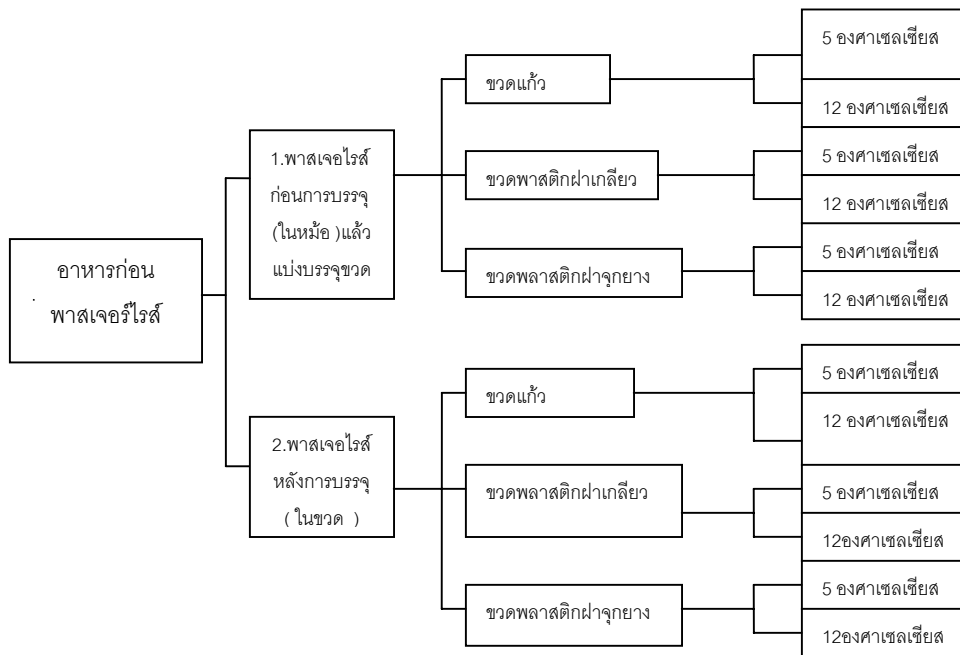 อาหารก่อน
พาสเจอร์ไรส์
1.พาสเจอไรส์
ก่อนการบรรจุ
(ในหม้อ )แล้ว
แบ่งบรรจุขวด
ขวดแก้ว
5 องศาเซลเซียส
12 องศาเซลเซียส
ขวดพาสติกฝาเกลียว
5 องศาเซลเซียส
12 องศาเซลเซียส
ขวดพลาสติกฝาจุกยาง
5 องศาเซลเซียส
12 องศาเซลเซียส
2.พาสเจอไรส์
หลังการบรรจุ
( ในขวด )
ขวดแก้ว
5 องศาเซลเซียส
12 องศาเซลเซียส
ขวดพลาสติกฝาเกลียว
5 องศาเซลเซียส
12องศาเซลเซียส
ขวดพลาสติกฝาจุกยาง
5 องศาเซลเซียส
12องศาเซลเซียส